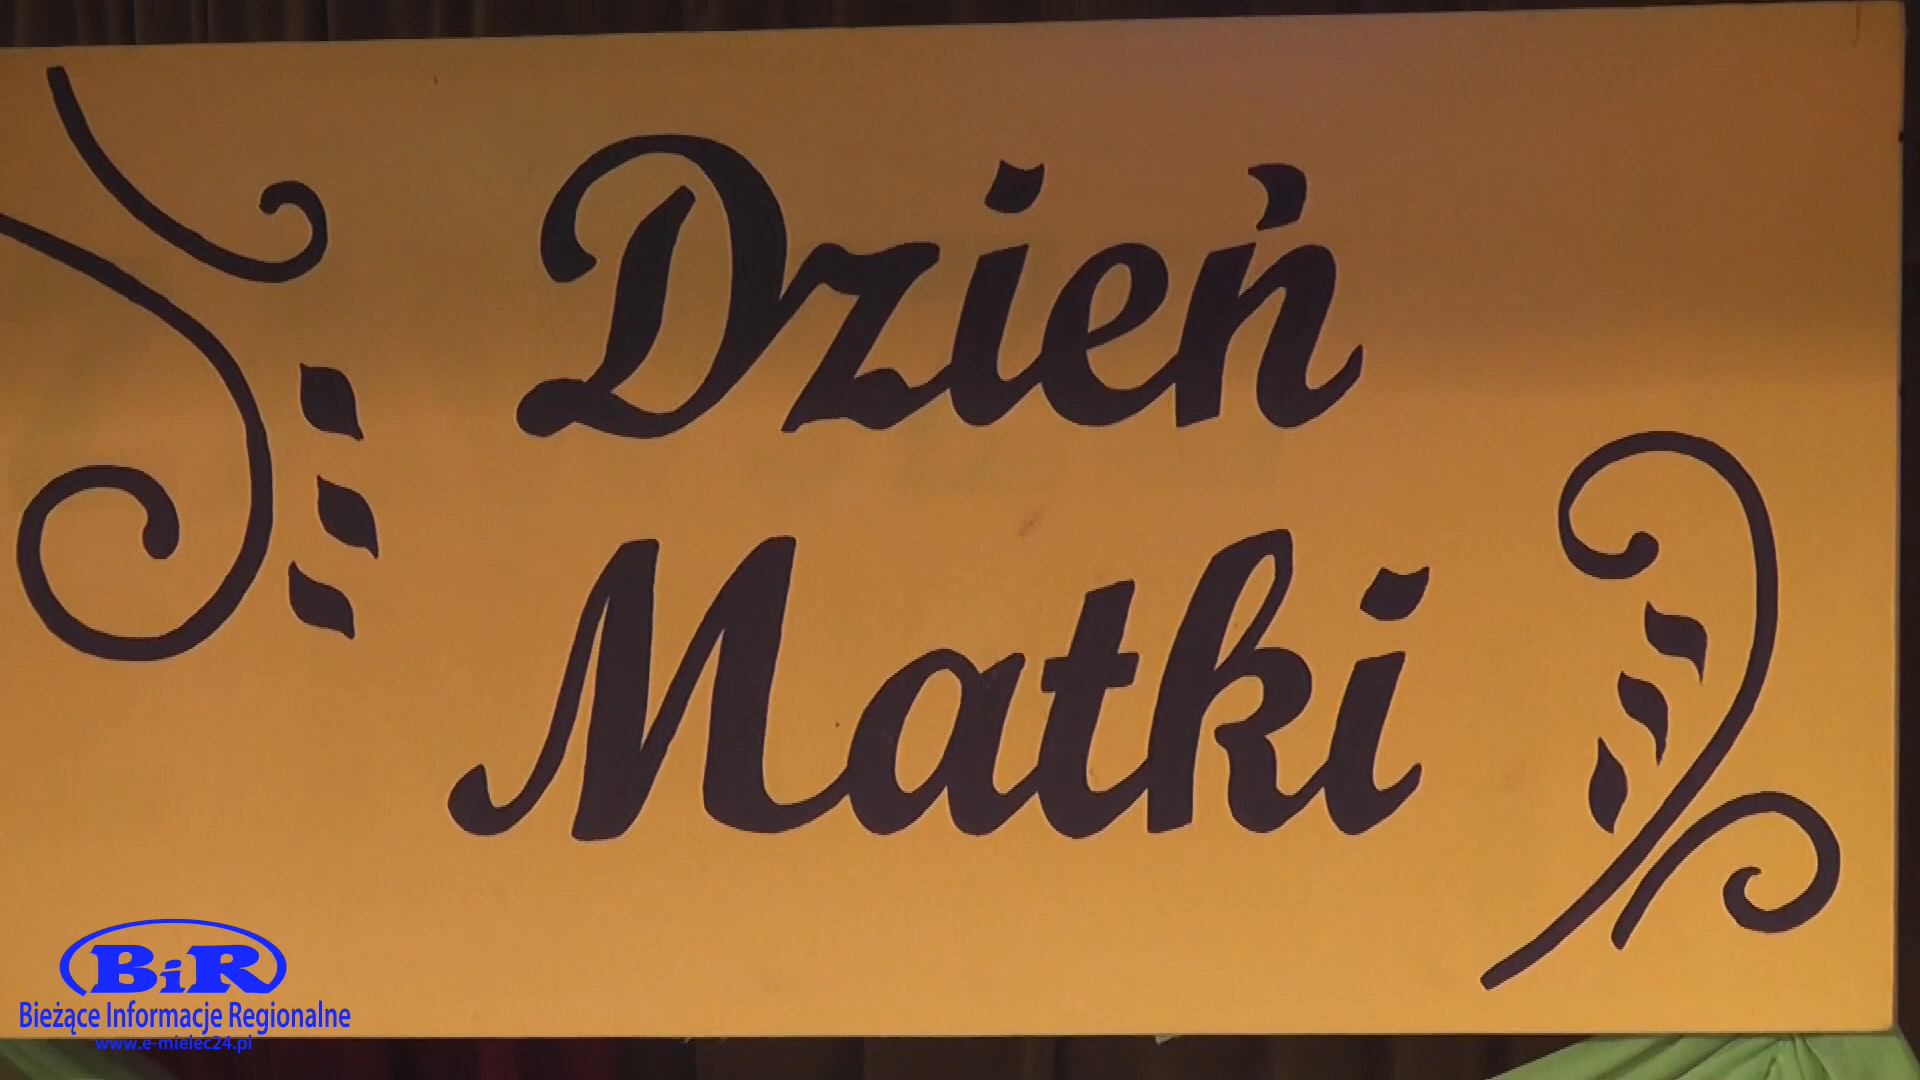 Dzień
Matki
BiR
Bieżące Informacje Regionalne
www.e-mielec24.pl